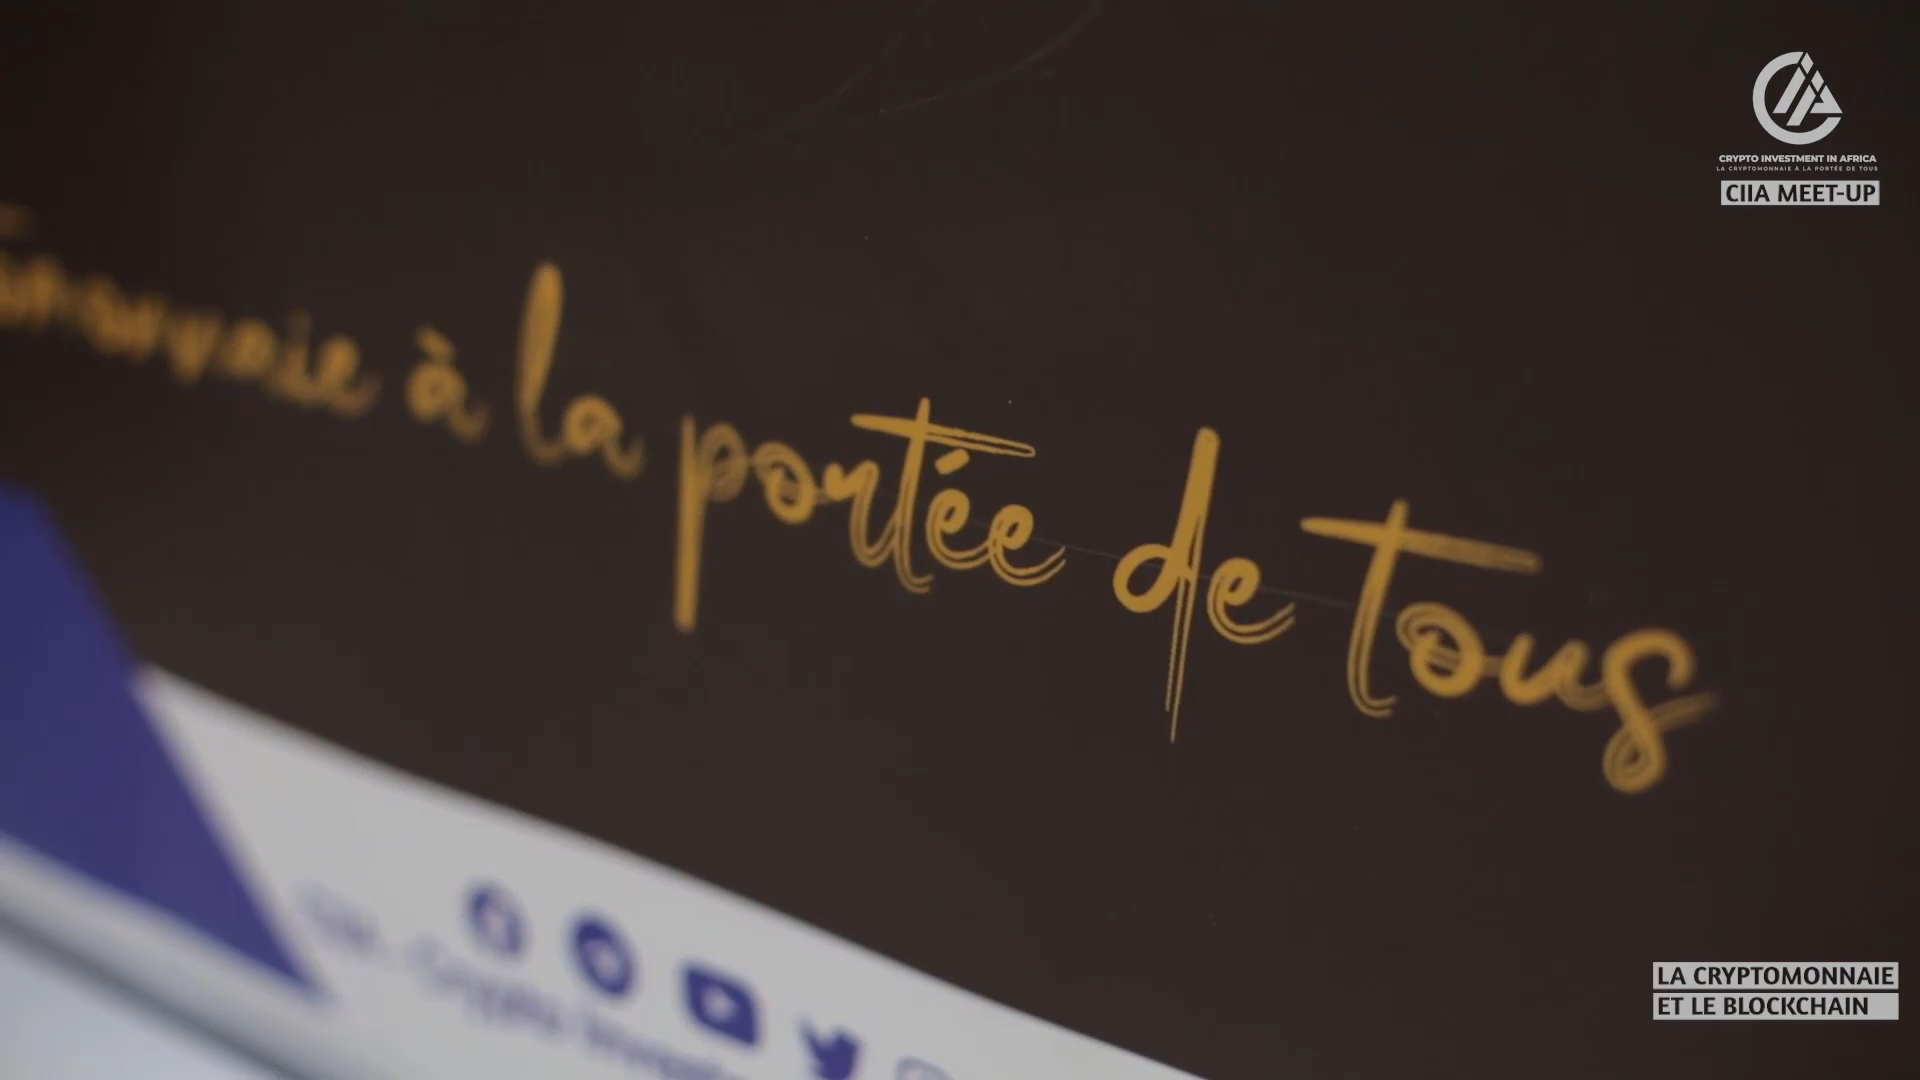 CRYPTO INVESTMENT IN AFRICA
LA CRYPTOMONNAIE À LA PORTÉE DE TOUS
CIIA MEET-UP
à la portée de tous
LA CRYPTOMONNAIE
ET LE BLOCKCHAIN